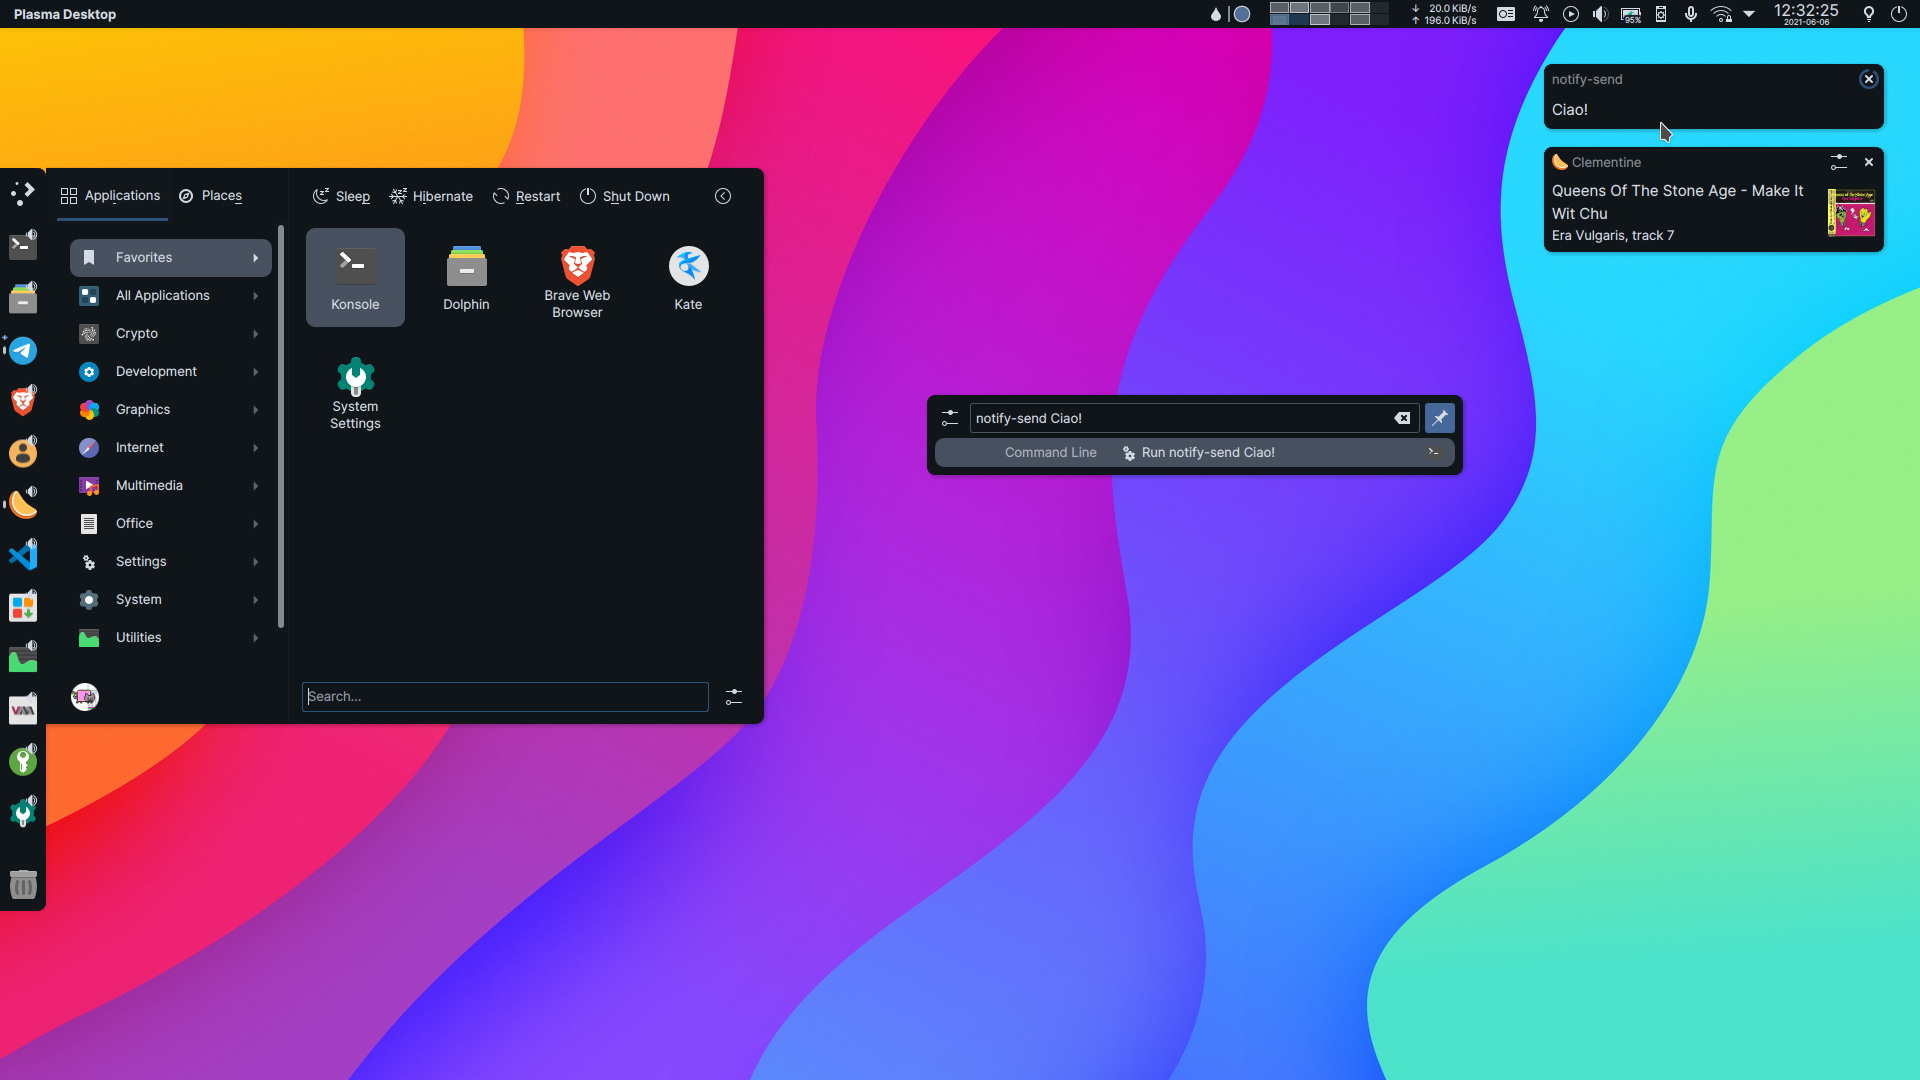 Plasma Desktop
20.0 KiB/s
196.0 KiB/s
95%
12:32:25
2021-06-06
notify-send
Ciao!
Clementine
Queens Of The Stone Age - Make It
Wit Chu
Era Vulgaris, track 7
Applications
Places
Sleep
Hibernate
Restart
Shut Down
Favorites
All Applications
Crypto
Development
Graphics
Internet
Multimedia
Office
Settings
System
Utilities
Konsole
Dolphin
Brave Web
Browser
Kate
System
Settings
Search...
notify-send Ciao!
Command Line
Run notify-send Ciao!